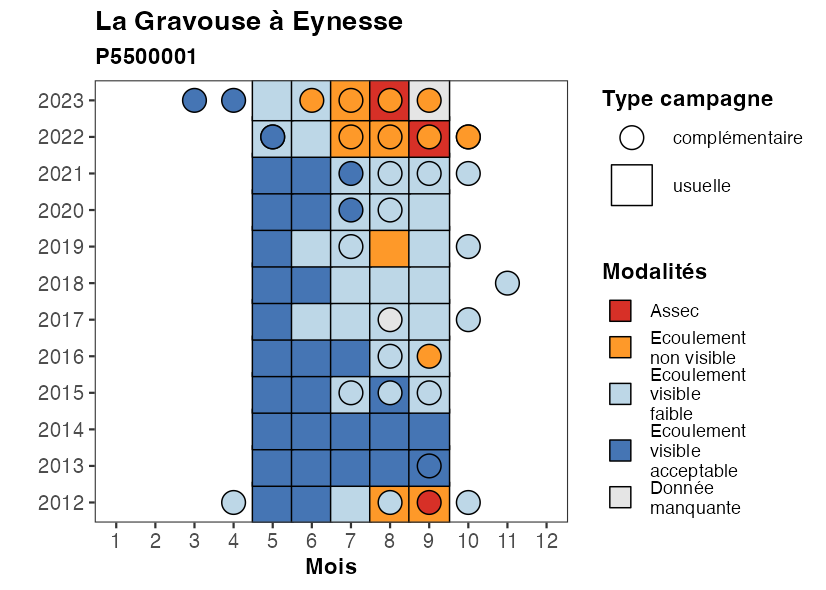 La Gravouse à Eynesse
P5500001
2023
2022
2021
2020
2019
2018
2017
2016
2015
2014
2013
2012
1 2 3 4 5 6 7 8 9 10 11 12
Mois
Type campagne
complémentaire
usuelle
Modalités
Assec
Ecoulement
non visible
Ecoulement
visible
faible
Ecoulement
visible
acceptable
Donnée
manquante